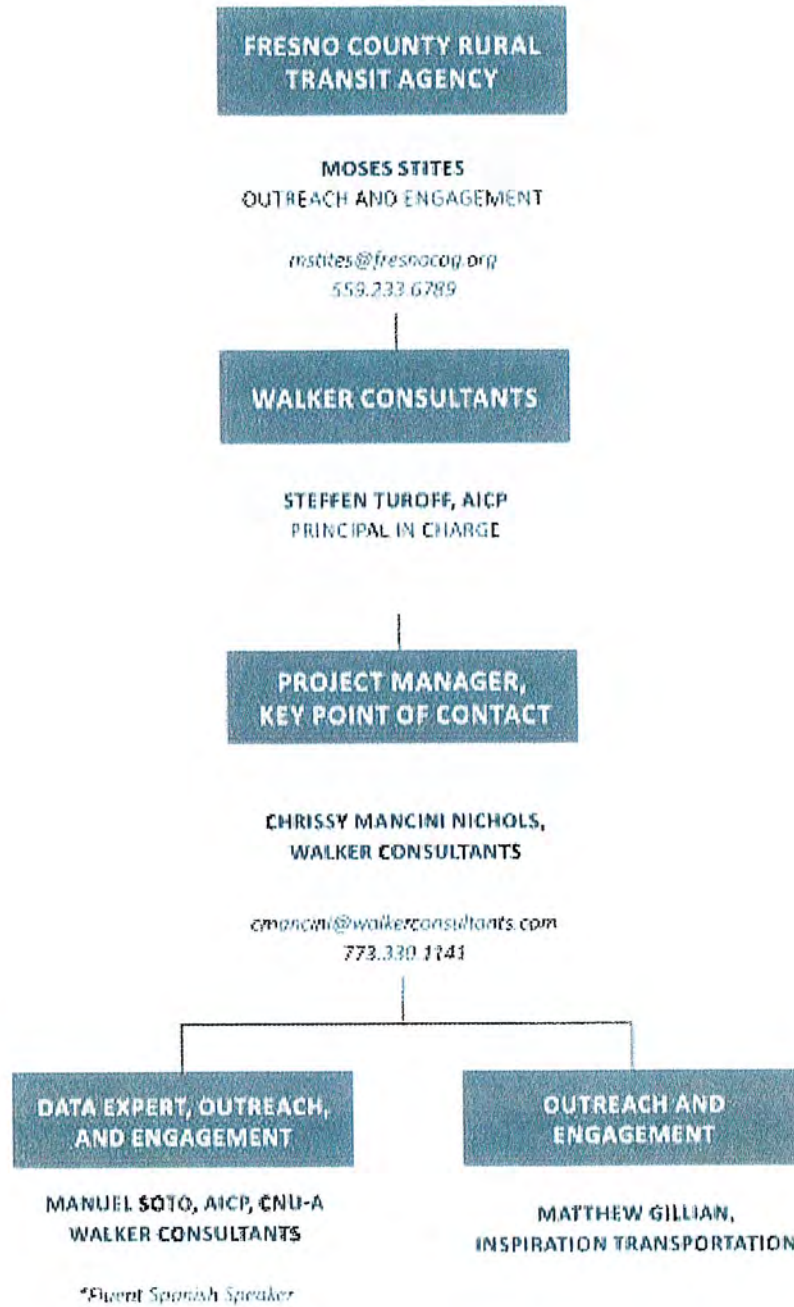 FRESNO COUNTY RURAL
TRANSIT AGENCY
MOSES STITES
OUTREACH AND ENGAGEMENT
mstites@fresnocog.org
559.233.6789
WALKER CONSULTANTS
STEFFEN TUROFF, AICP
PRINCIPAL IN CHARGE
PROJECT MANAGER,
KEY POINT OF CONTACT
CHRISSY MANCINI NICHOLS,
WALKER CONSULTANTS
cmancini@walkerconsultants.com
773.330.1141
DATA EXPERT, OUTREACH,
AND ENGAGEMENT
MANUEL SOTO, AICP, CNU-A
WALKER CONSULTANTS
*Fluent Spanish Speaker
OUTREACH AND
ENGAGEMENT
MATTHEW GILLIAN,
INSPIRATION TRANSPORTATION